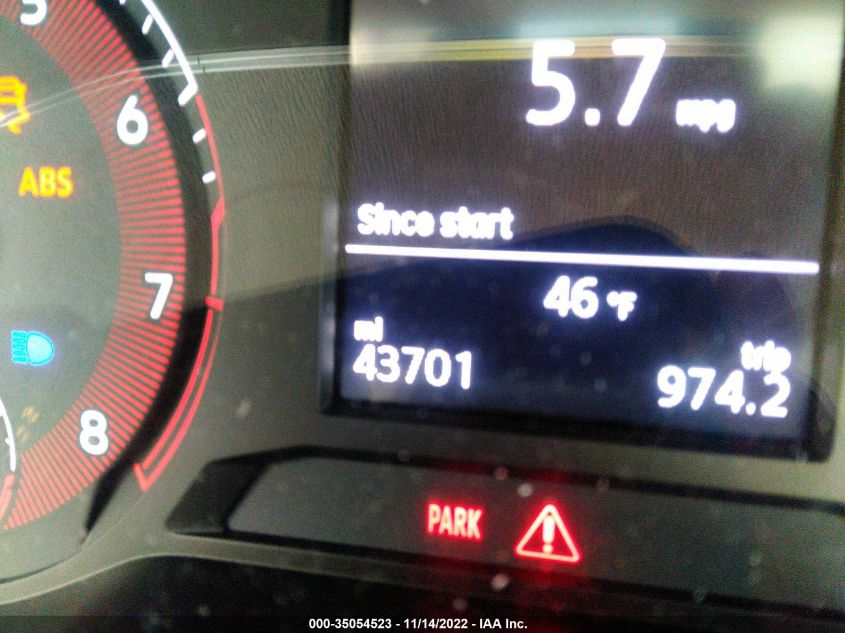 5
6
7
8
ABS
5.7 mpg
Since start
46 °F
mi
43701
trip
974.2
PARK
000-35054523 - 11/14/2022 - IAA Inc.